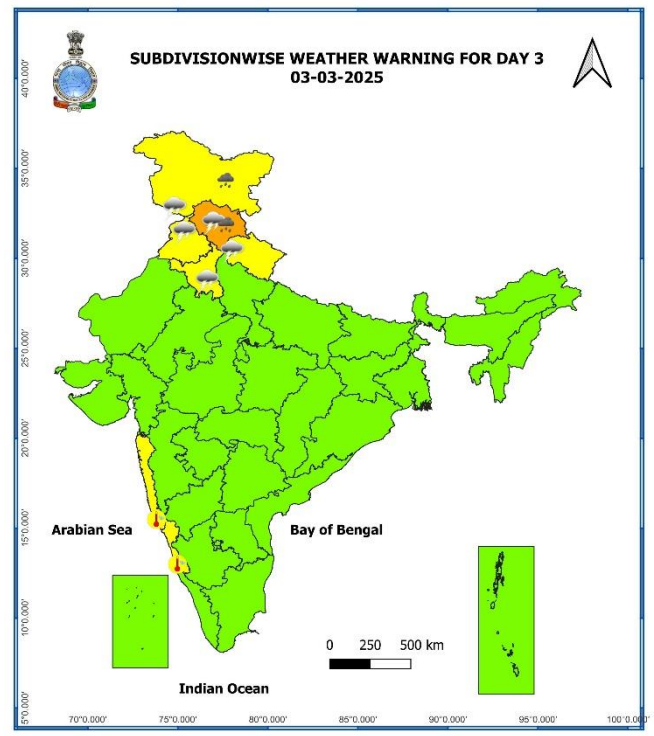 SUBDIVISIONWISE WEATHER WARNING FOR DAY 3
03-03-2025
40°0.000'
35°0.000'
30°0.000'
25°0.000'
20°0.000'
15°0.000'
10°0.000'
5°0.000'
Arabian Sea
Bay of Bengal
0 250 500 km
Indian Ocean
70°0.000' 75°0.000' 80°0.000' 85°0.000' 90°0.000' 95°0.000' 100°0.000'